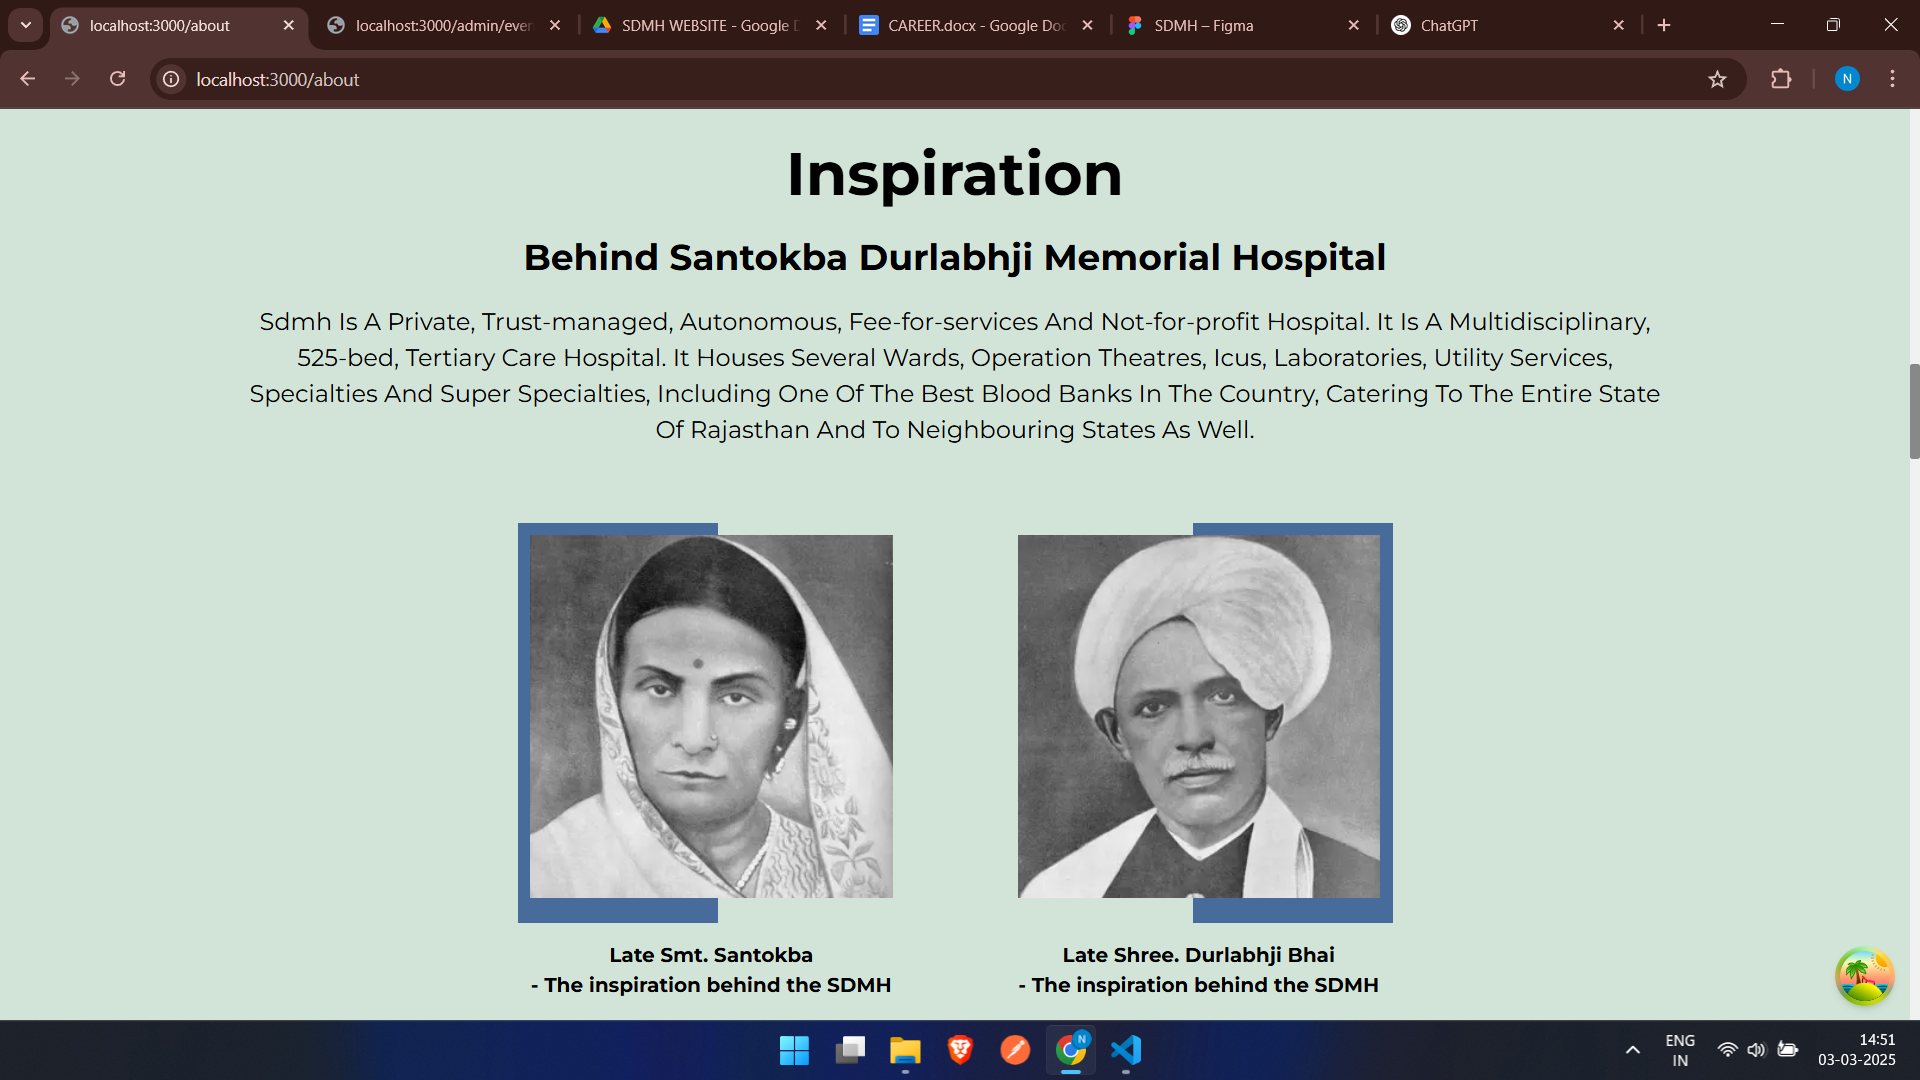 localhost:3000/about
localhost:3000/admin/even
SDMH WEBSITE - Google D
CAREER.docx - Google Doc
SDMH – Figma
ChatGPT
localhost:3000/about
N
Inspiration
Behind Santokba Durlabhji Memorial Hospital
Sdmh Is A Private, Trust-managed, Autonomous, Fee-for-services And Not-for-profit Hospital. It Is A Multidisciplinary,
525-bed, Tertiary Care Hospital. It Houses Several Wards, Operation Theatres, Icus, Laboratories, Utility Services,
Specialties And Super Specialties, Including One Of The Best Blood Banks In The Country, Catering To The Entire State
Of Rajasthan And To Neighbouring States As Well.
Late Smt. Santokba
- The inspiration behind the SDMH
Late Shree. Durlabhji Bhai
- The inspiration behind the SDMH
N
ENG
IN
14:51
03-03-2025